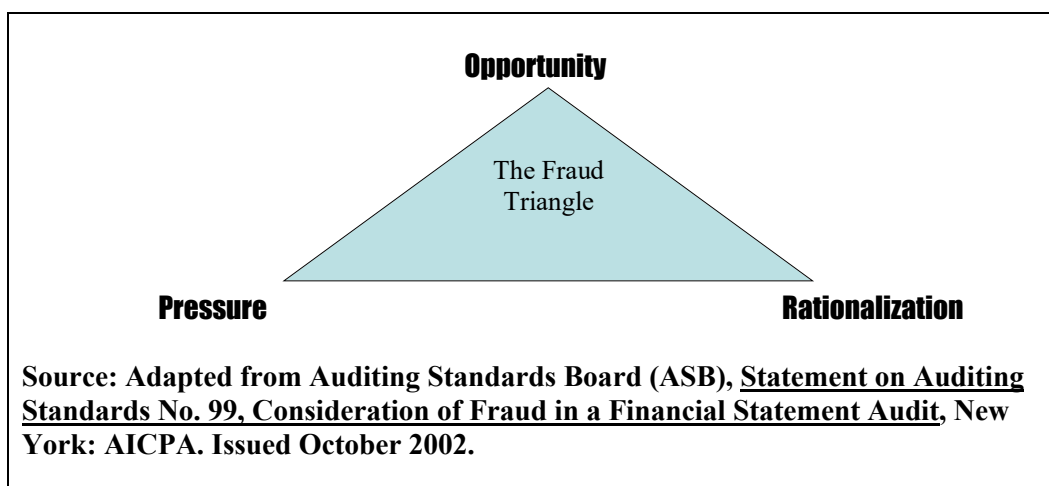 Opportunity
The Fraud
Triangle
Pressure
Rationalization
Source: Adapted from Auditing Standards Board (ASB), Statement on Auditing
Standards No. 99, Consideration of Fraud in a Financial Statement Audit, New
York: AICPA. Issued October 2002.